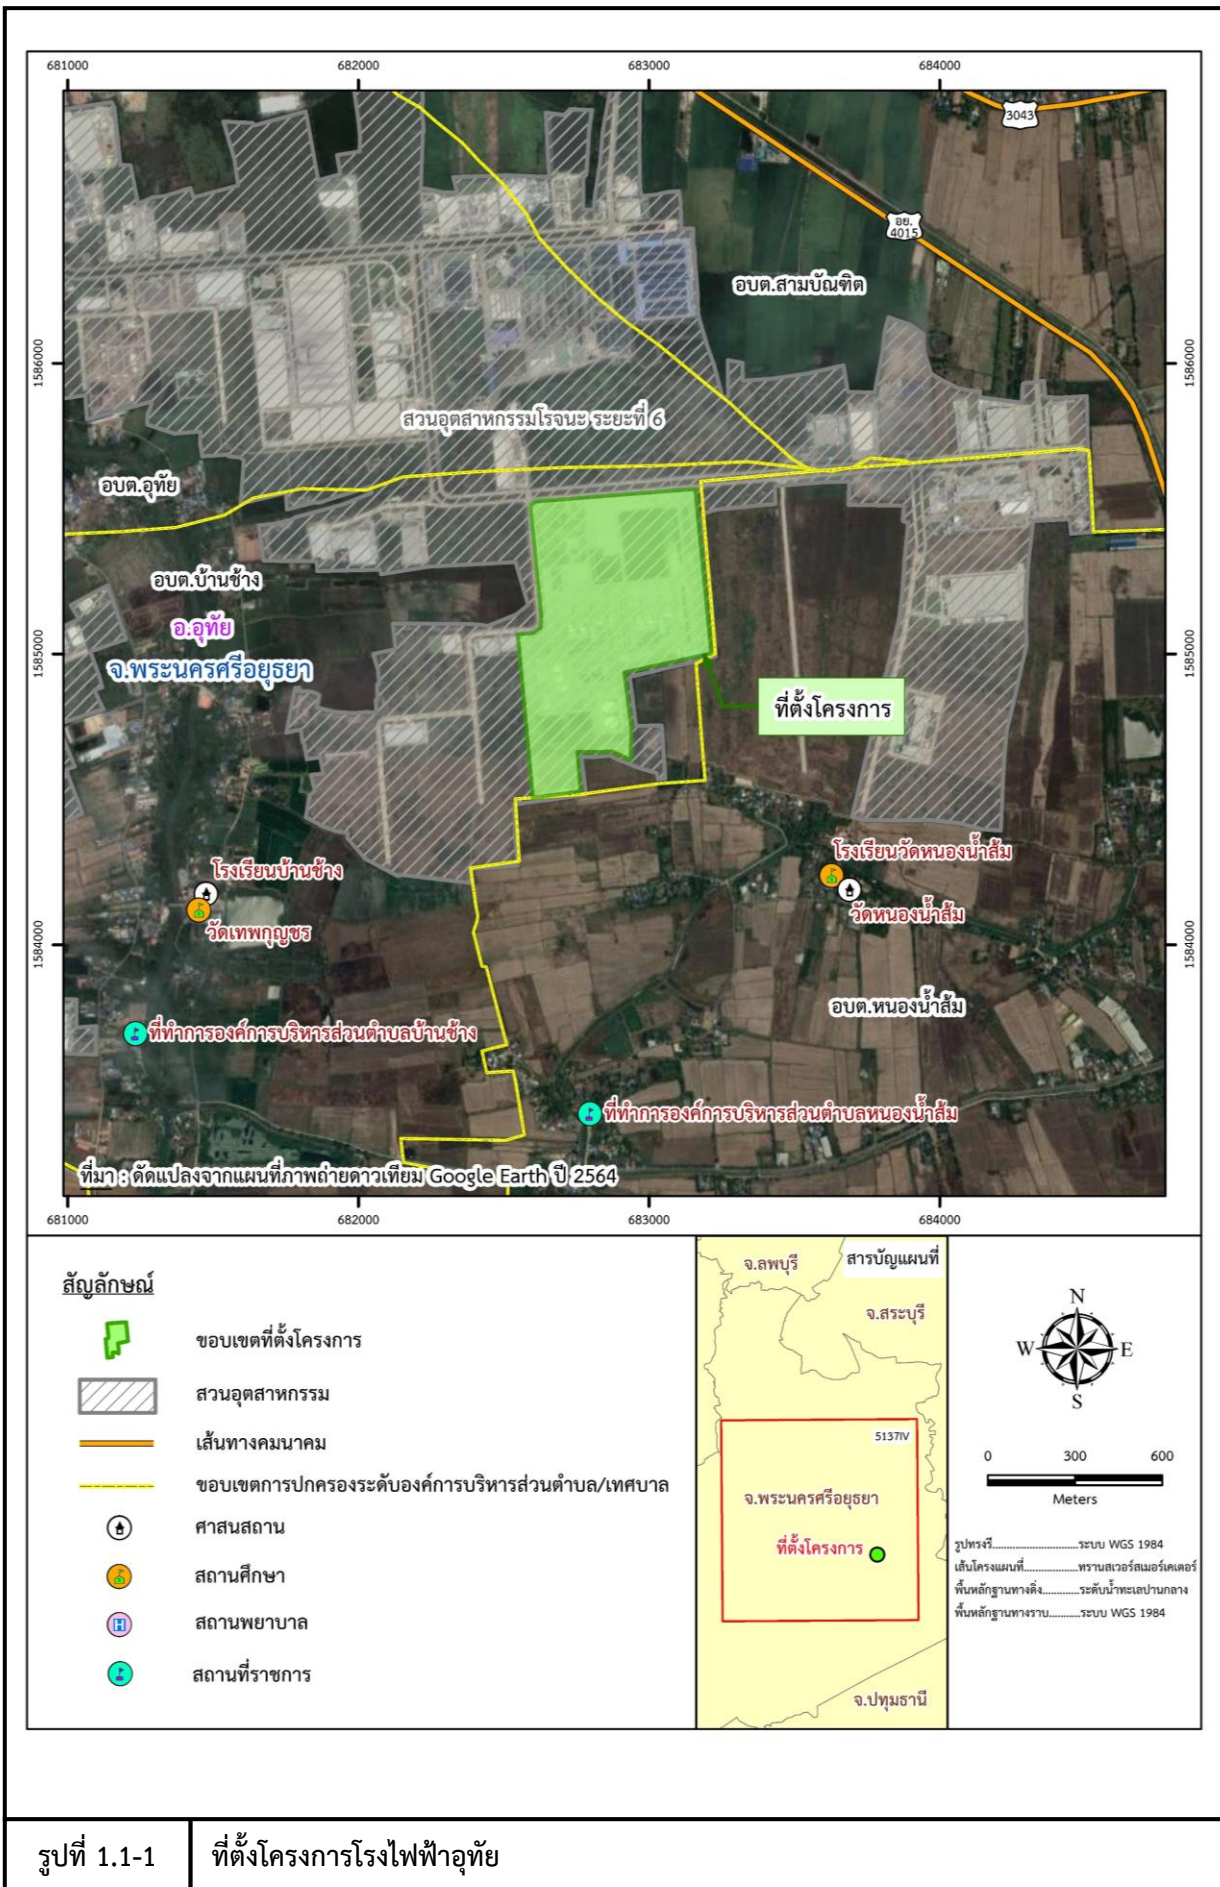 681000 682000 683000 684000
3043
อย.
4015
อบต.สามบัณฑิต
1586000 1586000
สวนอุตสาหกรรมโรจนะ ระยะที่ 6
อบต.อุทัย
อบต.บ้านช้าง
อ.อุทัย
จ.พระนครศรีอยุธยา
1585000 1585000
ที่ตั้งโครงการ
โรงเรียนวัดหนองน้ำส้ม
โรงเรียนบ้านช้าง
วัดหนองน้ำส้ม
วัดเทพกุญชร
1584000 1584000
อบต.หนองน้ำส้ม
ที่ทำการองค์การบริหารส่วนตำบลบ้านช้าง
ที่ทำการองค์การบริหารส่วนตำบลหนองน้ำส้ม
ที่มา : ดัดแปลงจากแผนที่ภาพถ่ายดาวเทียม Google Earth ปี 2564
681000 682000 683000 684000
สัญลักษณ์
ขอบเขตที่ตั้งโครงการ
สวนอุตสาหกรรม
เส้นทางคมนาคม
ขอบเขตการปกครองระดับองค์การบริหารส่วนตำบล/เทศบาล
ศาสนสถาน
สถานศึกษา
H สถานพยาบาล
สถานที่ราชการ
สารบัญแผนที่
จ.ลพบุรี
จ.สระบุรี
5137IV
จ.พระนครศรีอยุธยา
ที่ตั้งโครงการ
จ.ปทุมธานี
N
W E
S
0 300 600
Meters
รูปทรงรี..............................ระบบ WGS 1984
เส้นโครงแผนที่...................ทรานสเวอร์สเมอร์เคเตอร์
พื้นหลักฐานทางดิ่ง.............ระดับน้ำทะเลปานกลาง
พื้นหลักฐานทางราบ...........ระบบ WGS 1984
รูปที่ 1.1-1 ที่ตั้งโครงการโรงไฟฟ้าอุทัย